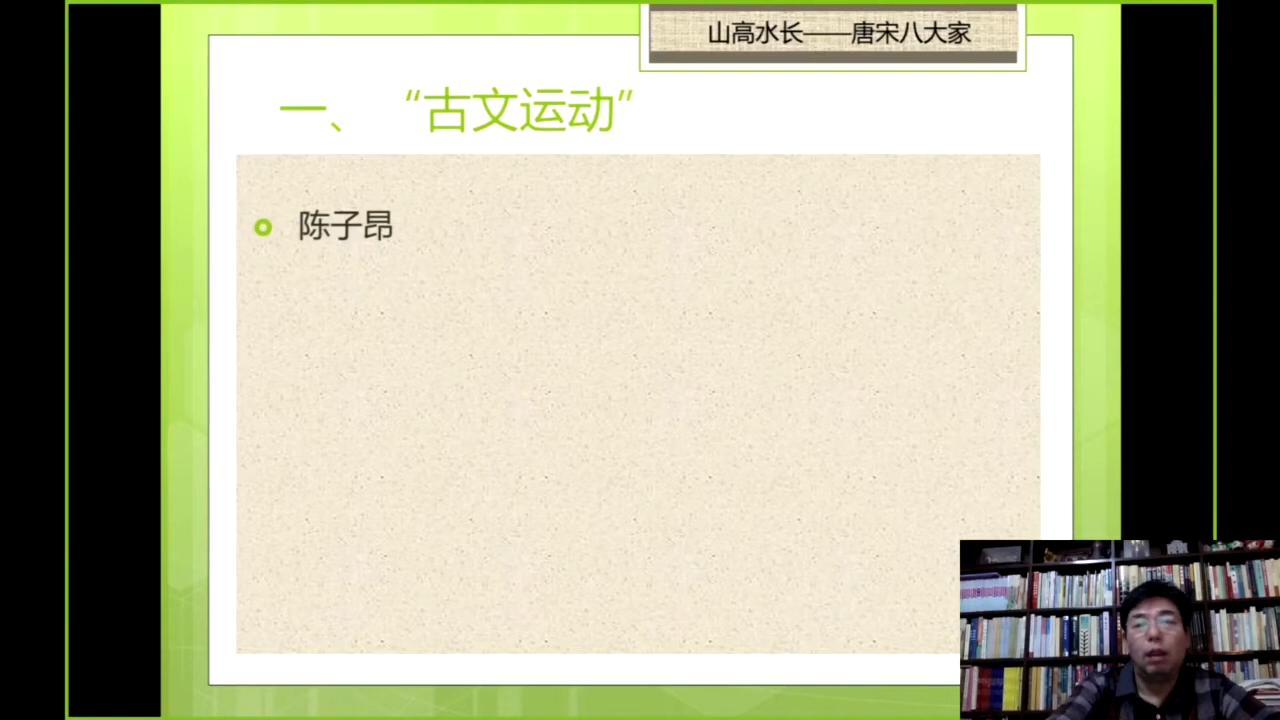 山高水长——唐宋八大家
一、 “古文运动”
陈子昂